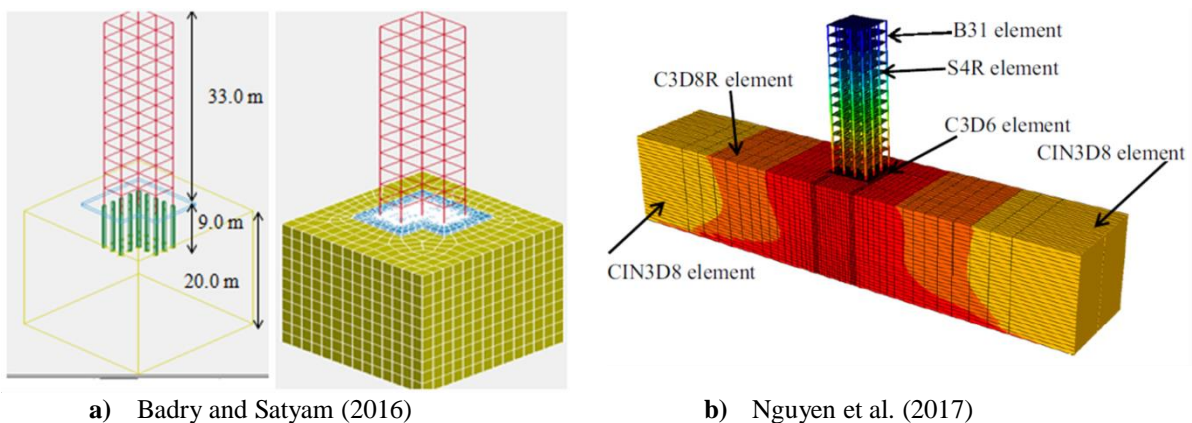 33.0 m
9.0 m
20.0 m
B31 element
S4R element
C3D8R element
C3D6 element
CIN3D8 element
CIN3D8 element
a) Badry and Satyam (2016)
b) Nguyen et al. (2017)